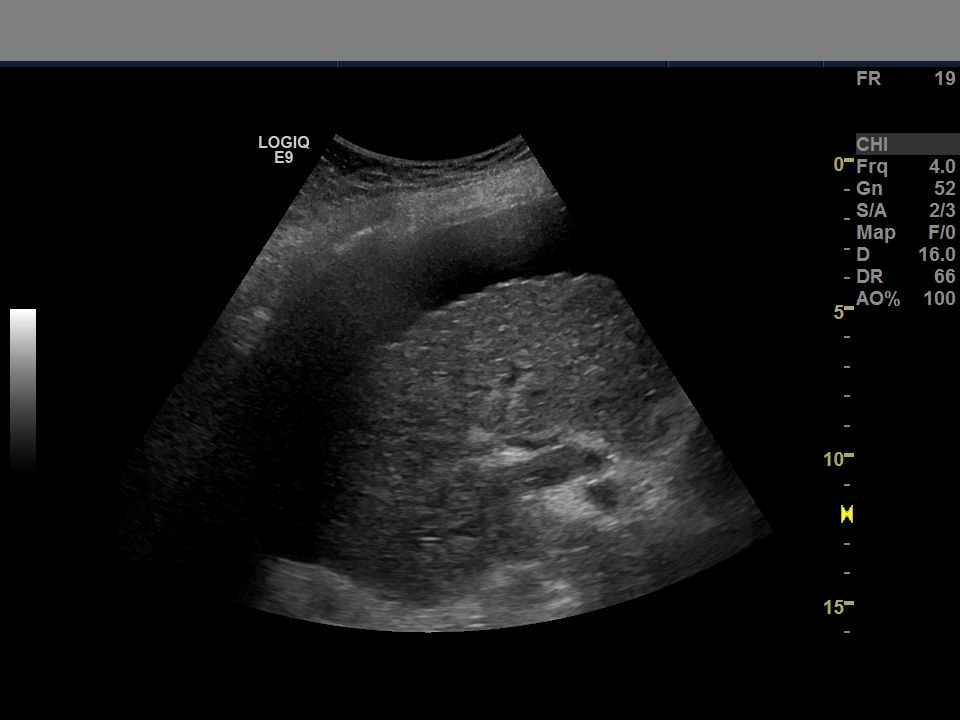 LOGIQ
E9
FR 19
CHI
Frq 4.0
Gn 52
S/A 2/3
Map F/0
D 16.0
DR 66
AO% 100
0
5
10
15